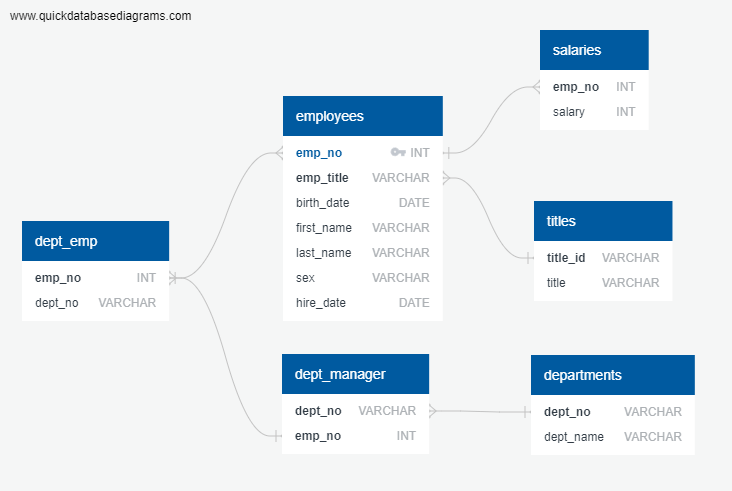 www.quickdatabasediagrams.com
salaries
emp_no INT
salary INT
employees
emp_no INT
emp_title VARCHAR
birth_date DATE
first_name VARCHAR
last_name VARCHAR
sex VARCHAR
hire_date DATE
titles
title_id VARCHAR
title VARCHAR
dept_emp
emp_no INT
dept_no VARCHAR
dept_manager
dept_no VARCHAR
emp_no INT
departments
dept_no VARCHAR
dept_name VARCHAR